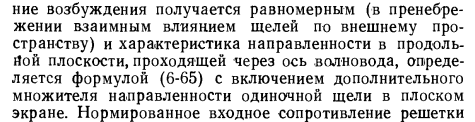 ние возбуждения получается равномерным (в пренебре-
жении взаимным влиянием щелей по внешнему про-
странству) и характеристика направленности в продоль-
ной плоскости, проходящей через ось волновода, опреде-
ляется формулой (6-65) с включением дополнительного
множителя направленности одиночной щели в плоском
экране. Нормированное входное сопротивление решетки